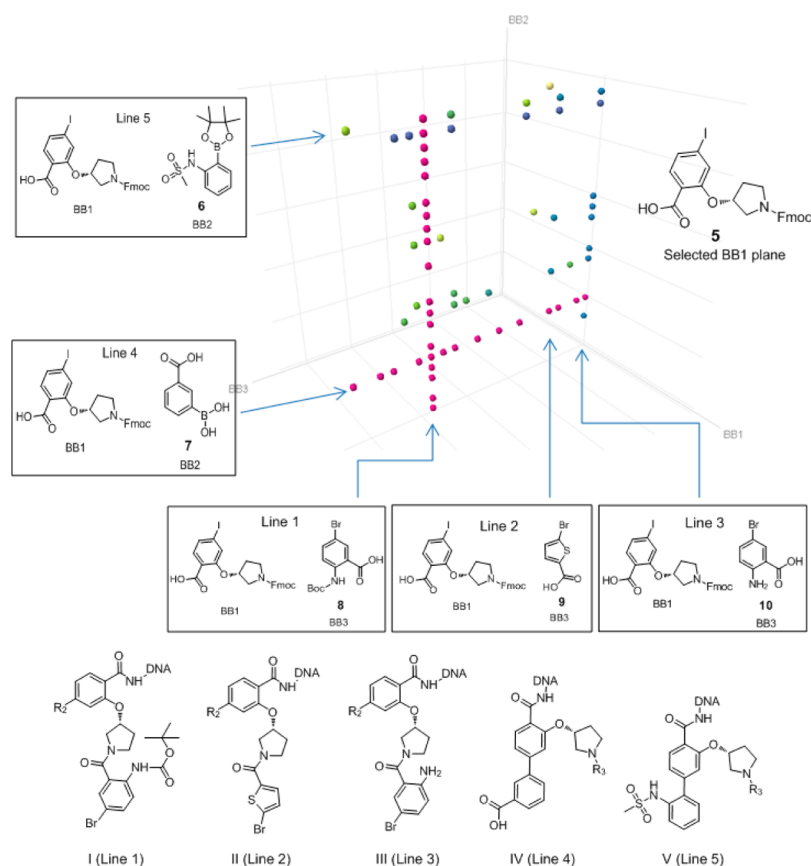 BB2
BB3
BB1
Line 5
I
HO
O
O
N
Fmoc
BB1
O
O
B
O
S
O
NH
6
BB2
I
HO
O
O
N
Fmoc
5
Selected BB1 plane
Line 4
I
HO
O
O
N
Fmoc
BB1
O
OH
B
OH
HO
7
BB2
Line 1
I
HO
O
O
N
Fmoc
BB1
Br
OH
O
Boc
NH
8
BB3
Line 2
I
HO
O
O
N
Fmoc
BB1
Br
S
O
HO
9
BB3
Line 3
I
HO
O
O
N
Fmoc
BB1
Br
OH
NH2
O
10
BB3
O
NH
DNA
R2
O
N
O
NH
O
O
Br
I (Line 1)
O
NH
DNA
R2
O
N
O
S
Br
II (Line 2)
O
NH
DNA
R2
O
N
O
NH2
Br
III (Line 3)
DNA
O
NH
O
N
R3
O
HO
IV (Line 4)
DNA
O
NH
O
N
R3
O
S
O
HN
V (Line 5)